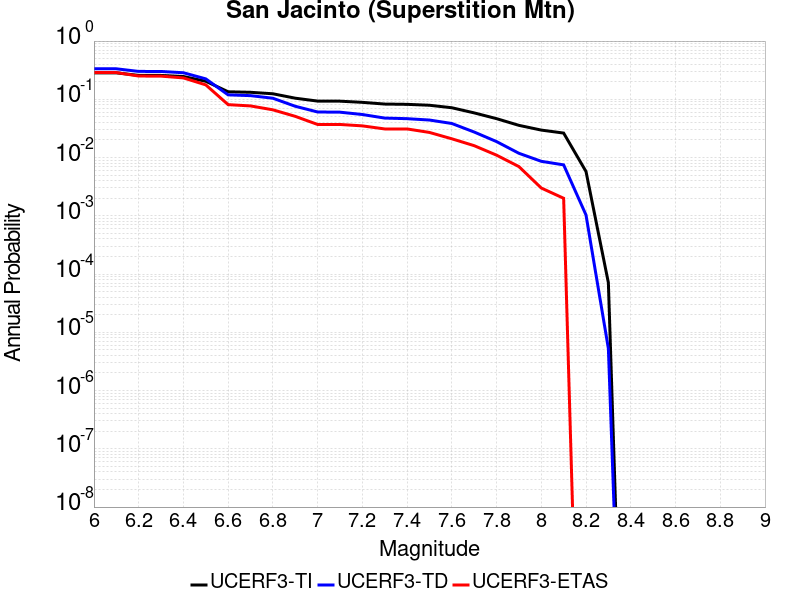 San Jacinto (Superstition Mtn)
Annual Probability
10^0
10^-1
10^-2
10^-3
10^-4
10^-5
10^-6
10^-7
10^-8
6 6.2 6.4 6.6 6.8 7 7.2 7.4 7.6 7.8 8 8.2 8.4 8.6 8.8 9
Magnitude
UCERF3-TI UCERF3-TD UCERF3-ETAS